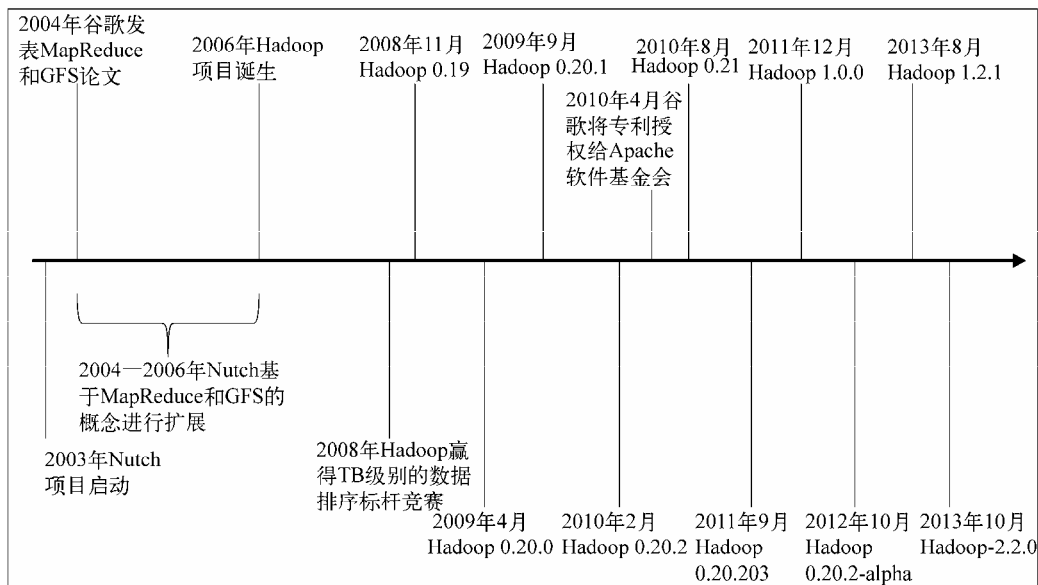 2004年谷歌发
表MapReduce
和GFS论文
2006年Hadoop
项目诞生
2008年11月
Hadoop 0.19
2009年9月
Hadoop 0.20.1
2010年8月
Hadoop 0.21
2011年12月
Hadoop 1.0.0
2013年8月
Hadoop 1.2.1
2010年4月谷
歌将专利授
权给Apache
软件基金会
2004—2006年Nutch基
于MapReduce和GFS的
概念进行扩展
2003年Nutch
项目启动
2008年Hadoop赢
得TB级别的数据
排序标杆竞赛
2009年4月
Hadoop 0.20.0
2010年2月
Hadoop 0.20.2
2011年9月
Hadoop
0.20.203
2012年10月
Hadoop
0.20.2-alpha
2013年10月
Hadoop-2.2.0